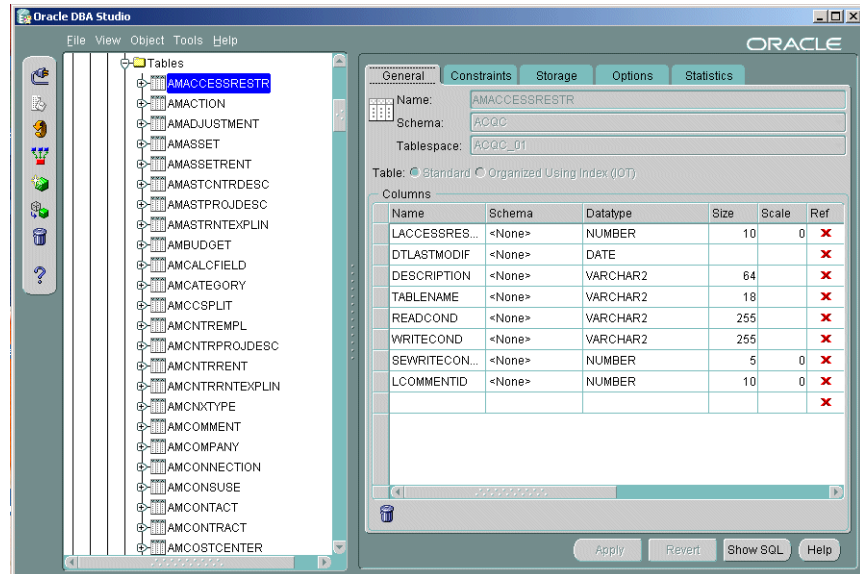 Oracle DBA Studio
File View Object Tools Help
ORACLE
Tables
AMACCESSRESTR
AMACTION
AMADJUSTMENT
AMASSET
AMASSETRENT
AMASTCNTRDESC
AMASTPROJDESC
AMASTRNTEXPLIN
AMBUDGET
AMCALCFIELD
AMCATEGORY
AMCCSPLIT
AMCNTREMPL
AMCNTRPROJDESC
AMCNTRRENT
AMCNTRRNTEXPLIN
AMCNXTYPE
AMCOMMENT
AMCOMPANY
AMCONNECTION
AMCONSUSE
AMCONTACT
AMCONTRACT
AMCOSTCENTER
General Constraints Storage Options Statistics
Name: AMACCESSRESTR
Schema: ACQC
Tablespace: ACQC_01
Table: Standard Organized Using Index (IOT)
Columns
Name Schema Datatype Size Scale Ref
LACCESSRES... <None> NUMBER 10 0
DTLASTMODIF <None> DATE
DESCRIPTION <None> VARCHAR2 64
TABLENAME <None> VARCHAR2 18
READCOND <None> VARCHAR2 255
WRITECOND <None> VARCHAR2 255
SEWRITECON... <None> NUMBER 5 0
LCOMMENTID <None> NUMBER 10 0
Apply Revert Show SQL Help